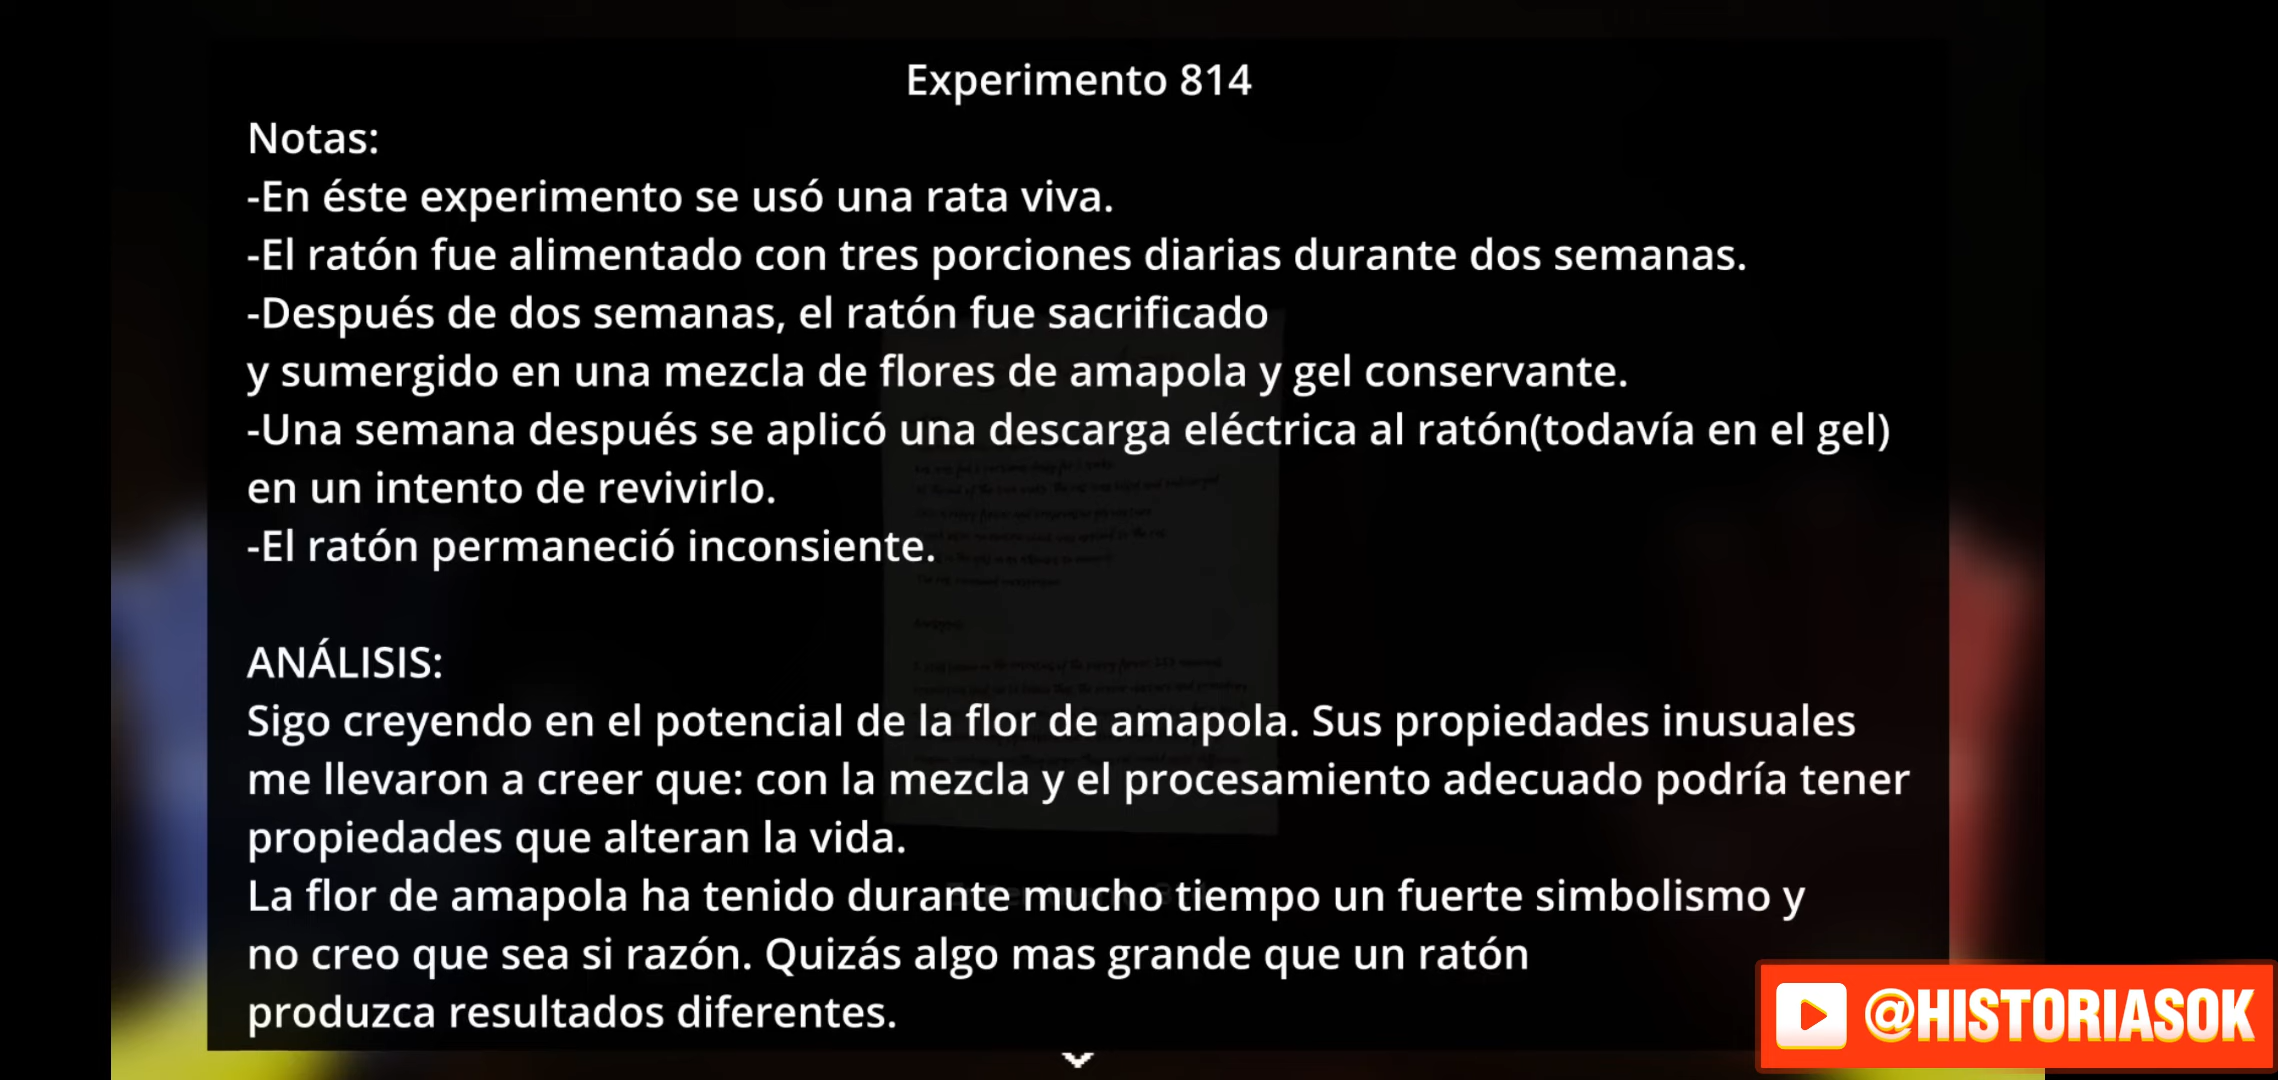 Experimento 814
Notas:
-En éste experimento se usó una rata viva.
-El ratón fue alimentado con tres porciones diarias durante dos semanas.
-Después de dos semanas, el ratón fue sacrificado
y sumergido en una mezcla de flores de amapola y gel conservante.
-Una semana después se aplicó una descarga eléctrica al ratón(todavía en el gel)
en un intento de revivirlo.
-El ratón permaneció inconsiente.
ANÁLISIS:
Sigo creyendo en el potencial de la flor de amapola. Sus propiedades inusuales
me llevaron a creer que: con la mezcla y el procesamiento adecuado podría tener
propiedades que alteran la vida.
La flor de amapola ha tenido durante mucho tiempo un fuerte simbolismo y
no creo que sea si razón. Quizás algo mas grande que un ratón
produzca resultados diferentes.
@HISTORIASOK